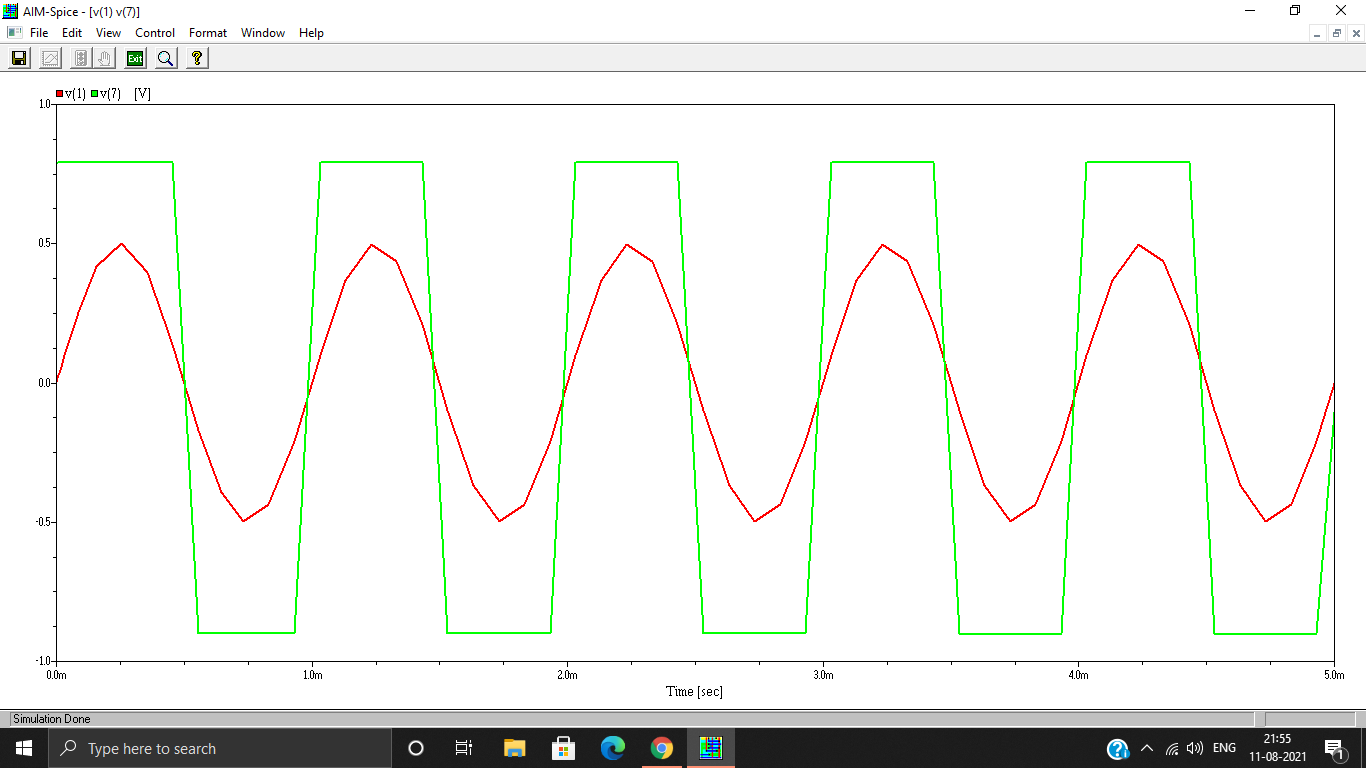 AIM-Spice - [v(1) v(7)]
File Edit View Control Format Window Help
Exit ?
v(1) v(7) [V]
1.0
0.5
0.0
-0.5
-1.0
0.0m 1.0m 2.0m 3.0m 4.0m 5.0m
Time [sec]
Simulation Done
Type here to search
ENG
21:55
11-08-2021
1